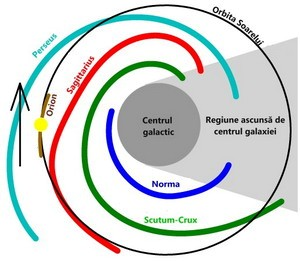 Perseus
Sagittarius
Orbita Soarelui
Orion
Centrul
galactic
Regiune ascunsă de
centrul galaxiei
Norma
Scutum-Crux